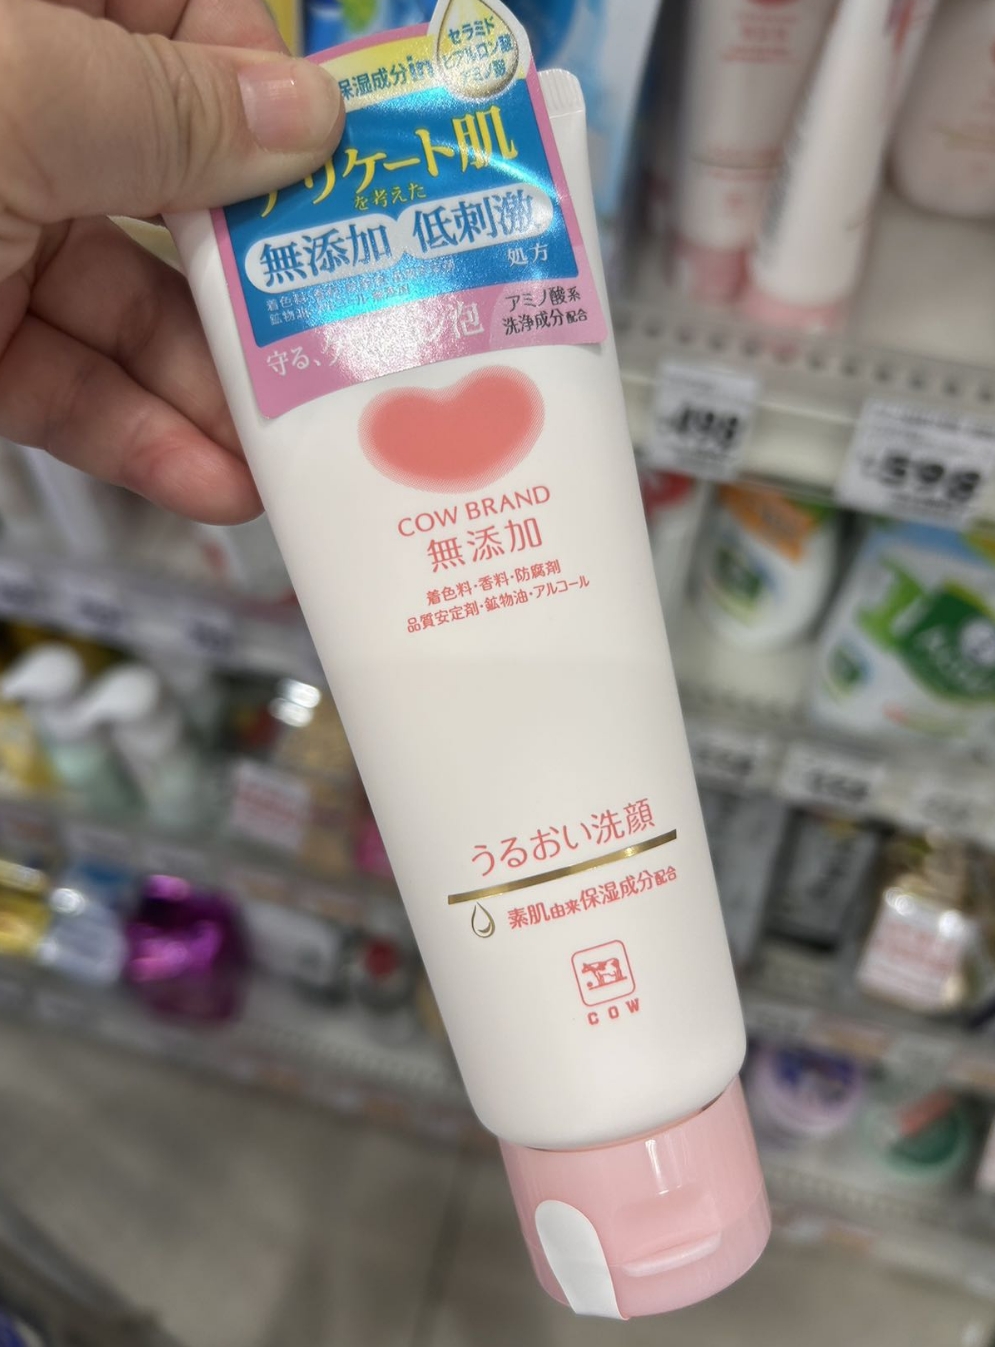 セラミド
ヒアルロン酸
アミノ酸
保湿成分in
デリケート肌
を考えた
無添加 低刺激
処方
アミノ酸系
洗浄成分配合
守る、
泡
COW BRAND
無添加
着色料・香料・防腐剤
品質安定剤・鉱物油・アルコール
うるおい洗顔
素肌由来保湿成分配合
COW
498
598